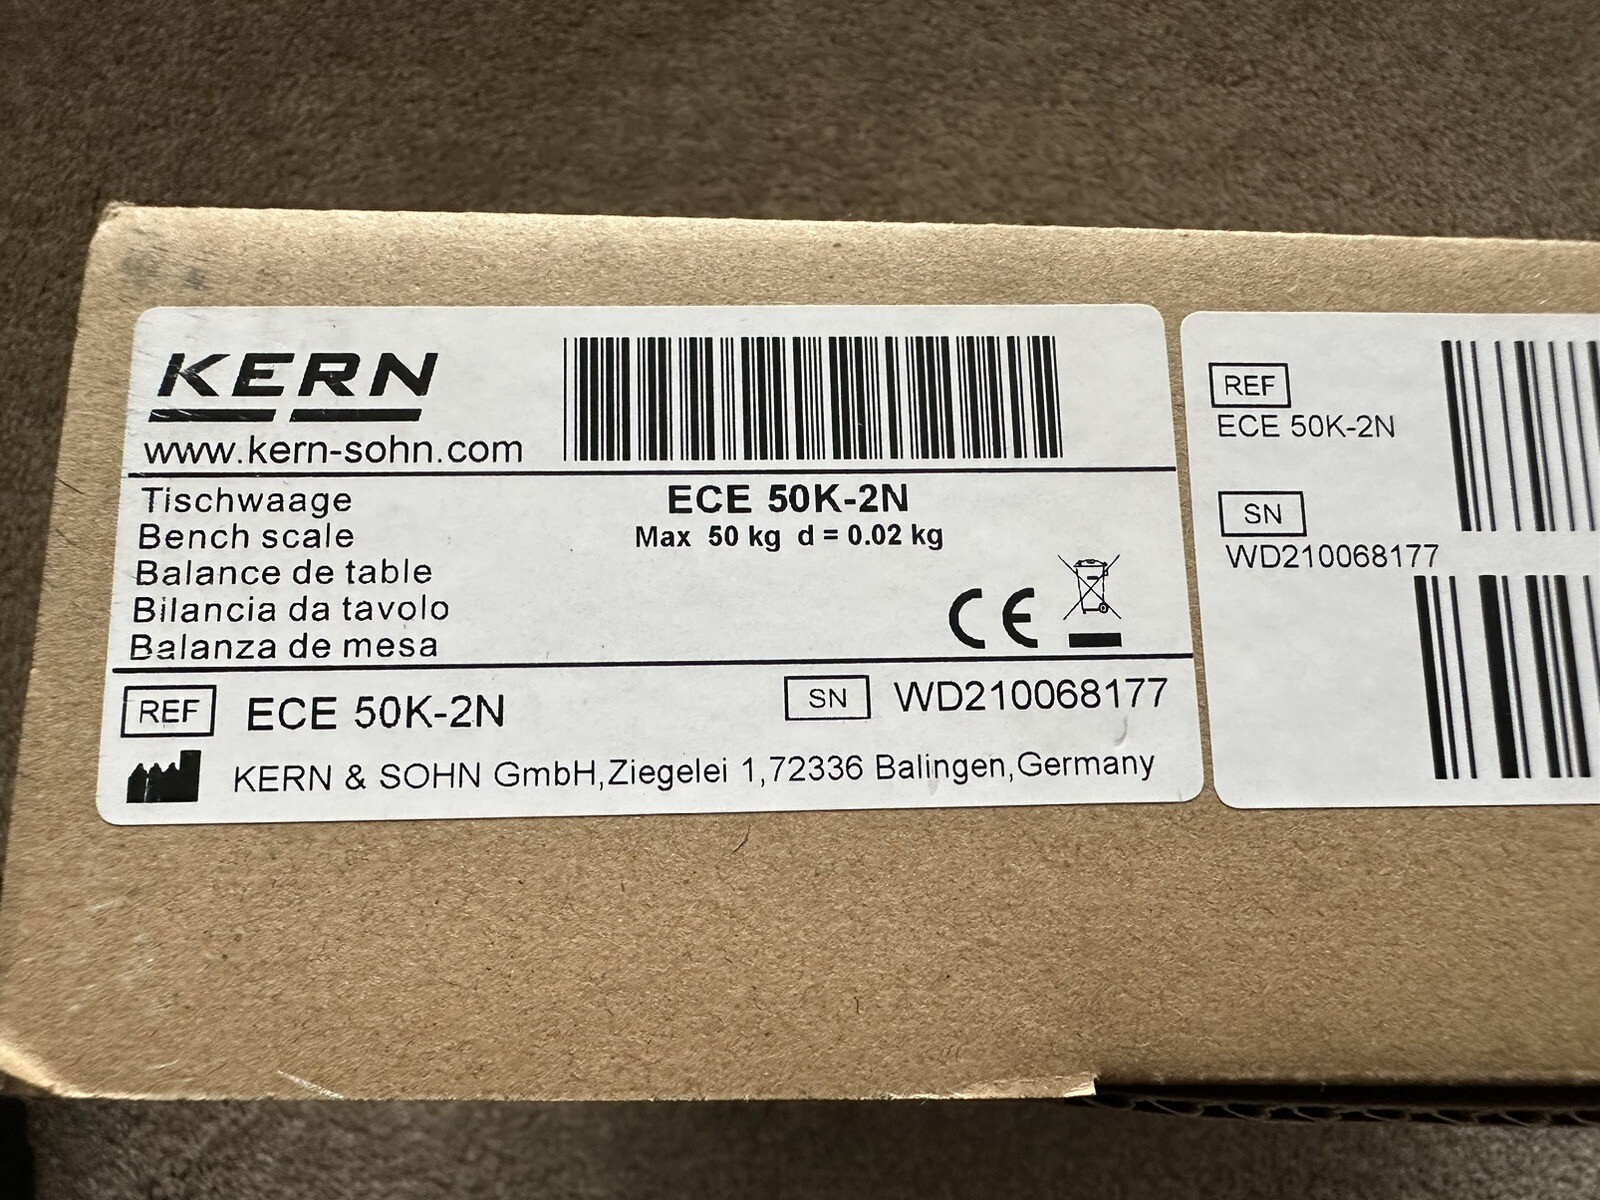 KERN
www.kern-sohn.com
Tischwaage
Bench scale
Balance de table
Bilancia da tavolo
Balanza de mesa
ECE 50K-2N
Max 50 kg d = 0.02 kg
CE
REF ECE 50K-2N
SN WD210068177
KERN & SOHN GmbH,Ziegelei 1,72336 Balingen,Germany
REF
ECE 50K-2N
SN
WD210068177